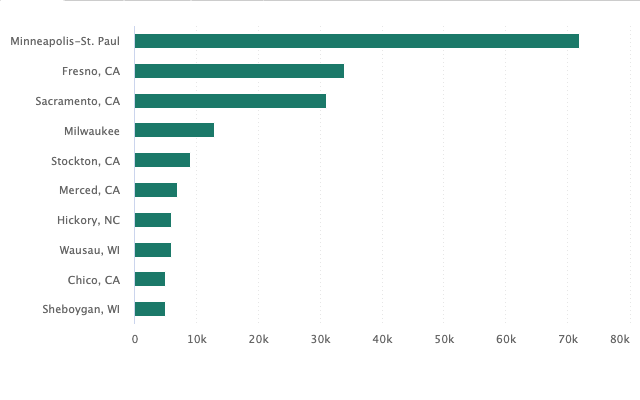 Minneapolis–St. Paul
Fresno, CA
Sacramento, CA
Milwaukee
Stockton, CA
Merced, CA
Hickory, NC
Wausau, WI
Chico, CA
Sheboygan, WI
0 10k 20k 30k 40k 50k 60k 70k 80k